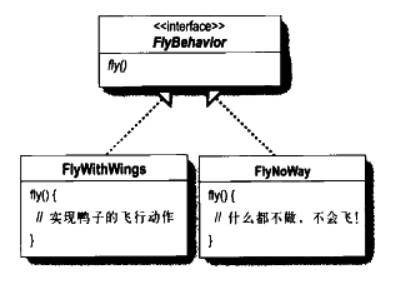 <<interface>>
FlyBehavior
fly()
FlyWithWings
fly() {
// 实现鸭子的飞行动作
}
FlyNoWay
fly() {
// 什么都不做，不会飞！
}